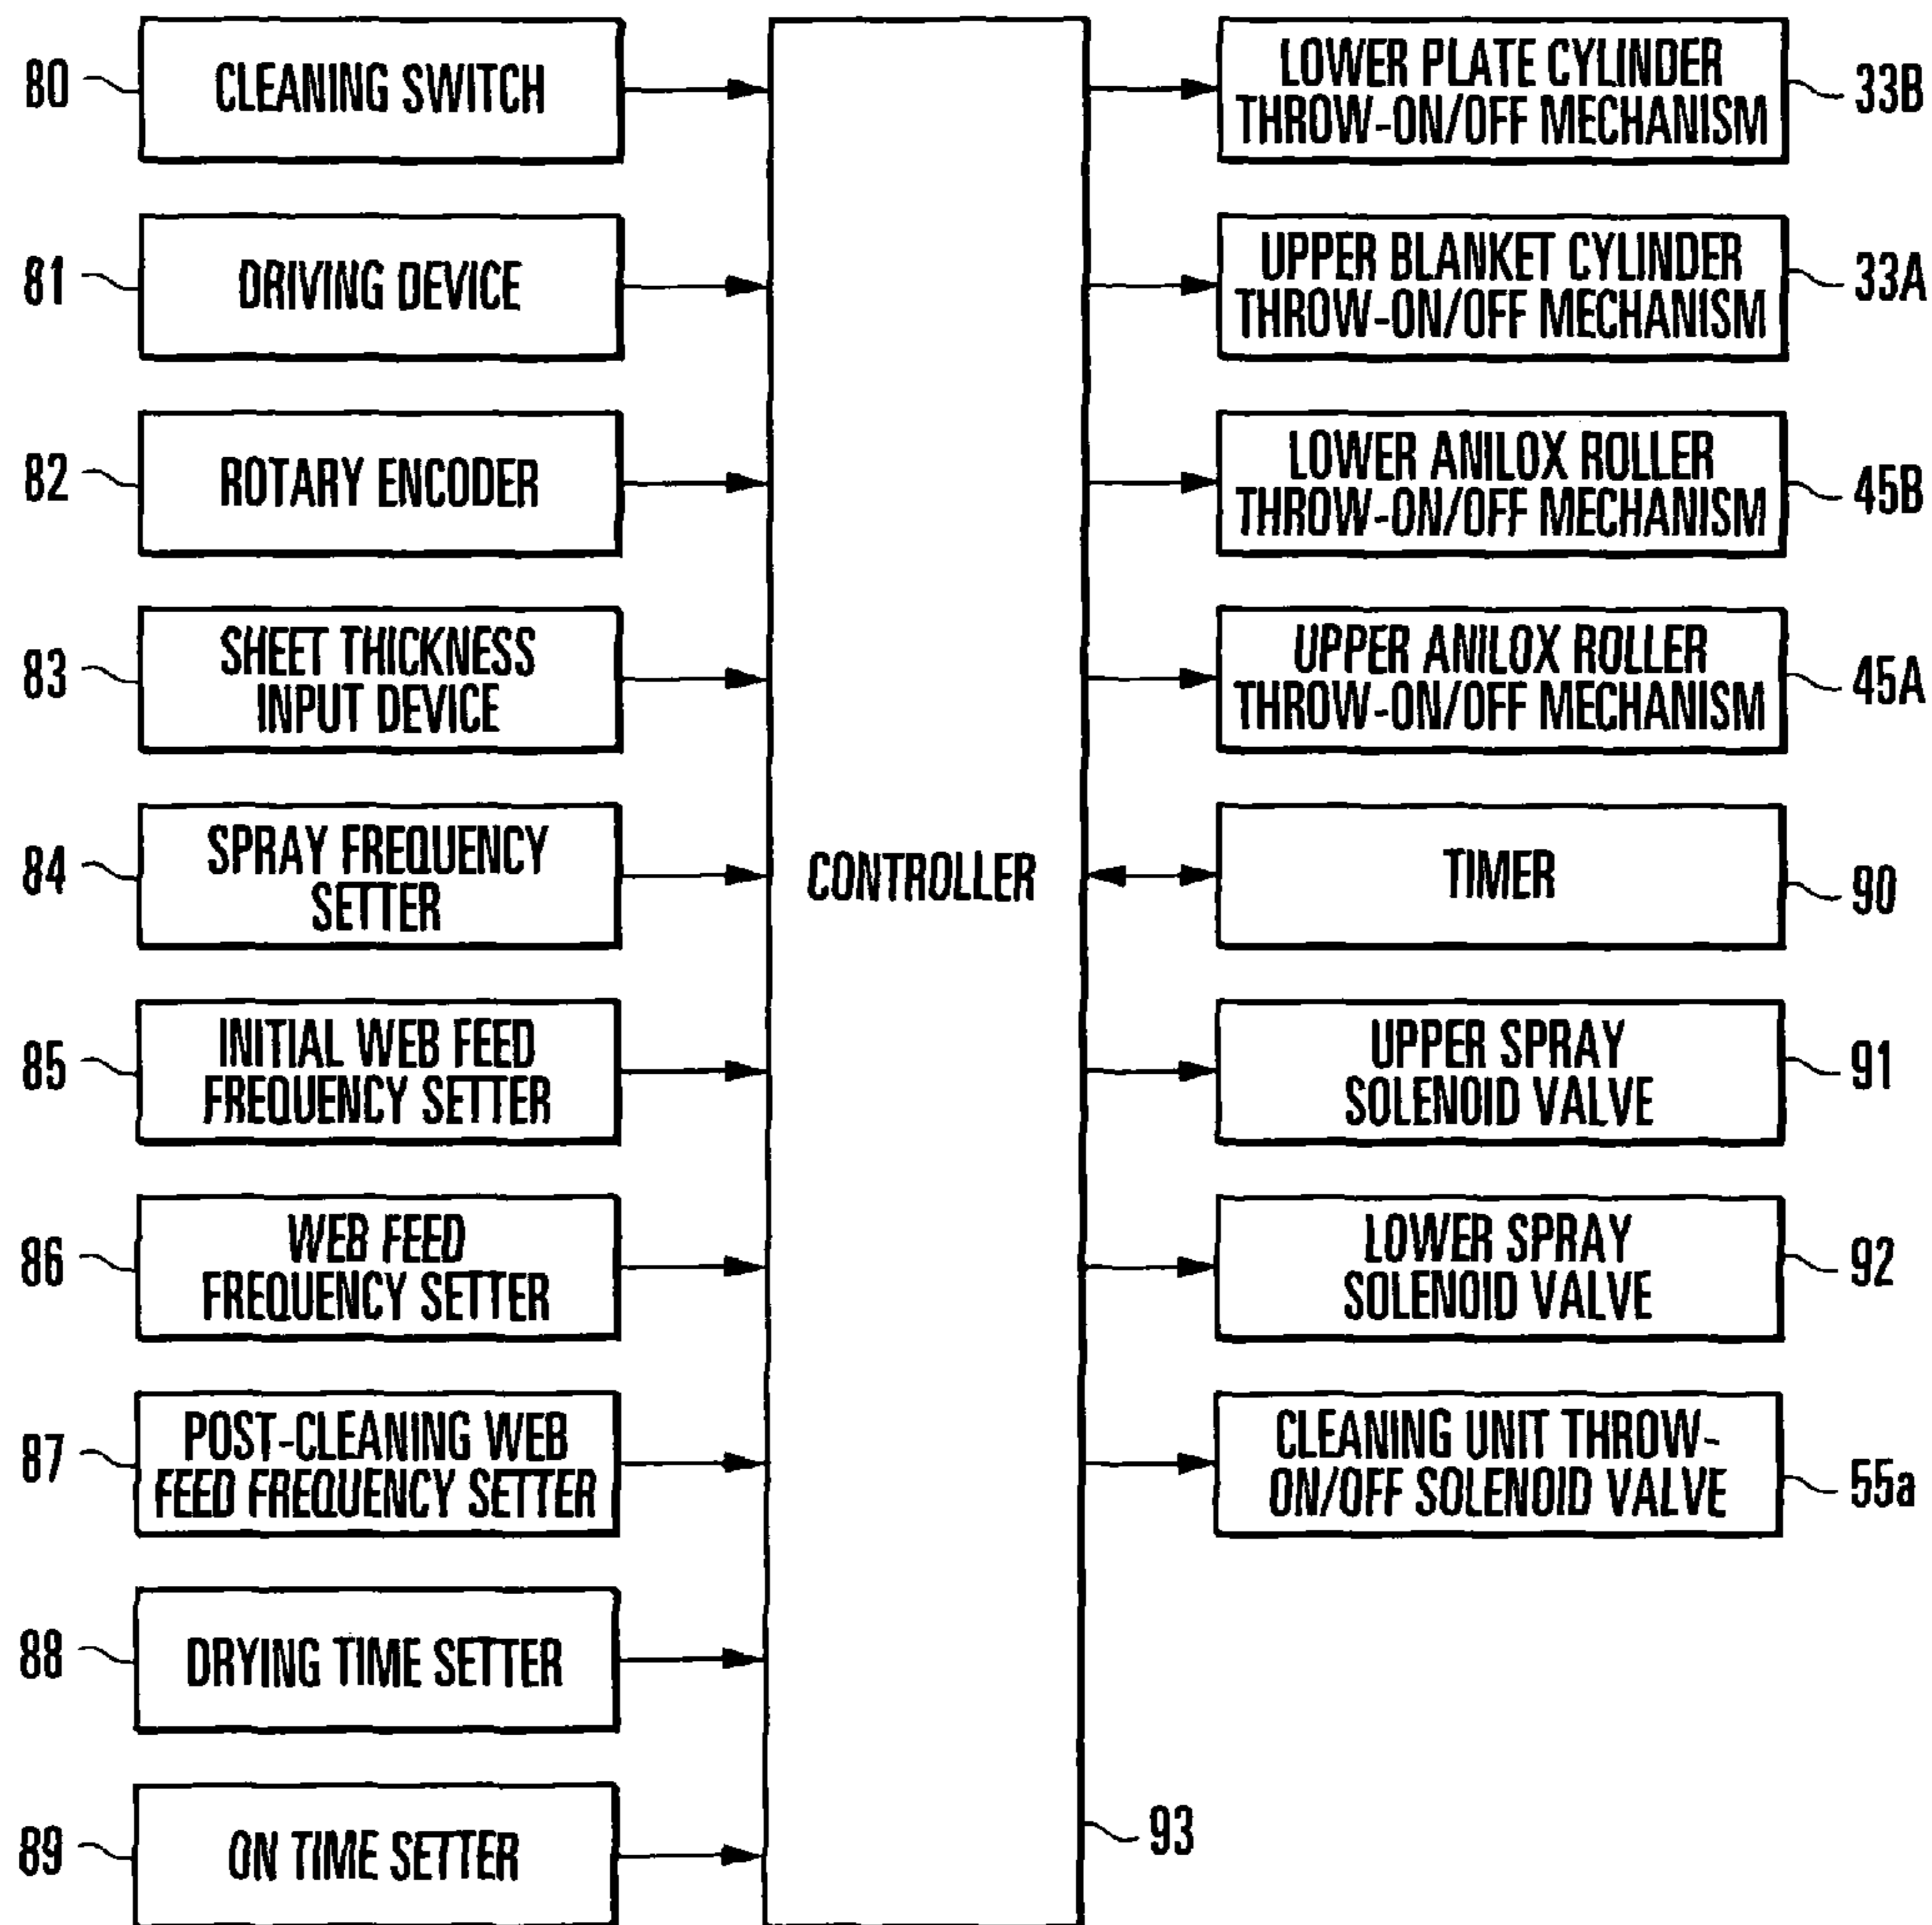 80
CLEANING SWITCH
81
DRIVING DEVICE
82
ROTARY ENCODER
83
SHEET THICKNESS
INPUT DEVICE
84
SPRAY FREQUENCY
SETTER
85
INITIAL WEB FEED
FREQUENCY SETTER
86
WEB FEED
FREQUENCY SETTER
87
POST-CLEANING WEB
FEED FREQUENCY SETTER
88
DRYING TIME SETTER
89
ON TIME SETTER
CONTROLLER
93
LOWER PLATE CYLINDER
THROW-ON/OFF MECHANISM
33B
UPPER BLANKET CYLINDER
THROW-ON/OFF MECHANISM
33A
LOWER ANILOX ROLLER
THROW-ON/OFF MECHANISM
45B
UPPER ANILOX ROLLER
THROW-ON/OFF MECHANISM
45A
TIMER
90
UPPER SPRAY
SOLENOID VALVE
91
LOWER SPRAY
SOLENOID VALVE
92
CLEANING UNIT THROW-
ON/OFF SOLENOID VALVE
55a